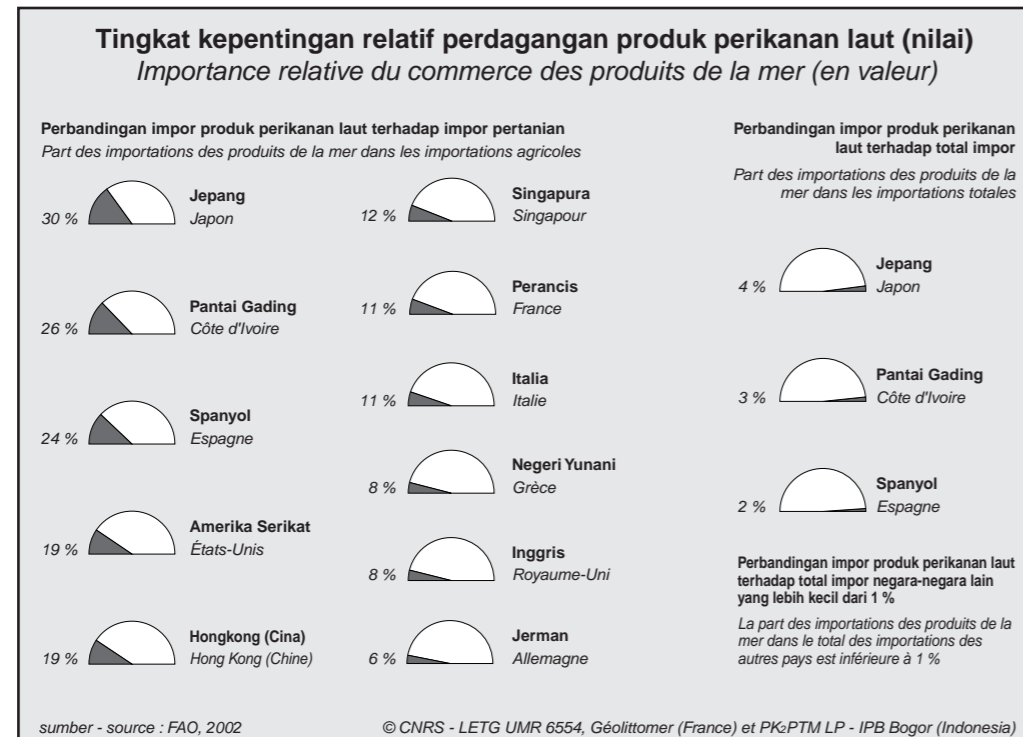 Tingkat kepentingan relatif perdagangan produk perikanan laut (nilai)
Importance relative du commerce des produits de la mer (en valeur)
Perbandingan impor produk perikanan laut terhadap impor pertanian
Part des importations des produits de la mer dans les importations agricoles
30 %
Jepang
Japon
26 %
Pantai Gading
Côte d'Ivoire
24 %
Spanyol
Espagne
19 %
Amerika Serikat
États-Unis
19 %
Hongkong (Cina)
Hong Kong (Chine)
12 %
Singapura
Singapour
11 %
Perancis
France
11 %
Italia
Italie
8 %
Negeri Yunani
Grèce
8 %
Inggris
Royaume-Uni
6 %
Jerman
Allemagne
Perbandingan impor produk perikanan
laut terhadap total impor
Part des importations des produits de la
mer dans les importations totales
4 %
Jepang
Japon
3 %
Pantai Gading
Côte d'Ivoire
2 %
Spanyol
Espagne
Perbandingan impor produk perikanan laut
terhadap total impor negara-negara lain
yang lebih kecil dari 1 %
La part des importations des produits de la
mer dans le total des importations des
autres pays est inférieure à 1 %
sumber - source : FAO, 2002
© CNRS - LETG UMR 6554, Géolittomer (France) et PK2PTM LP - IPB Bogor (Indonesia)